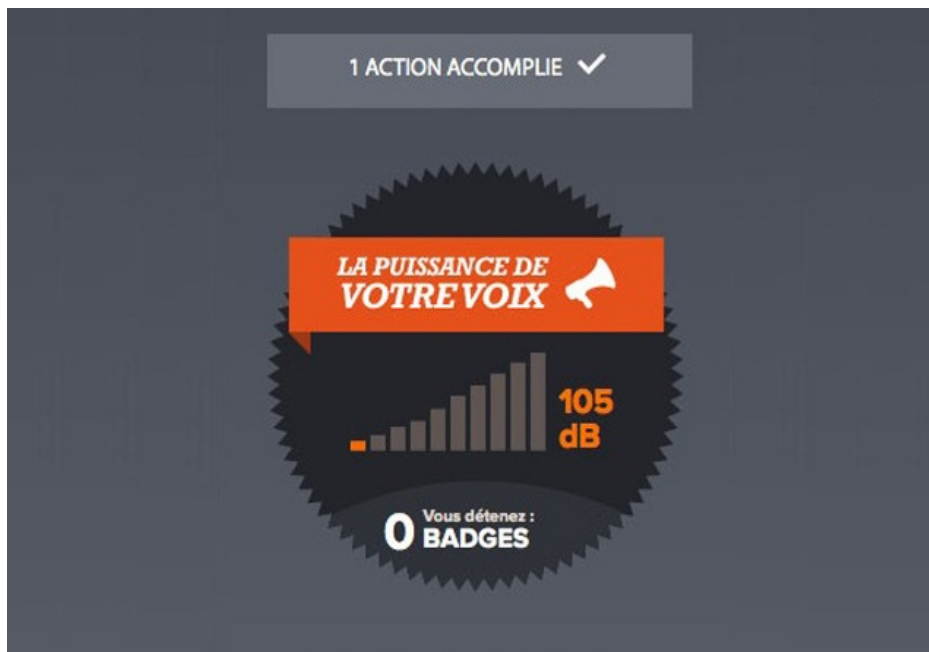 1 ACTION ACCOMPLIE
LA PUISSANCE DE
VOTRE VOIX
105
dB
0 Vous détenez :
BADGES